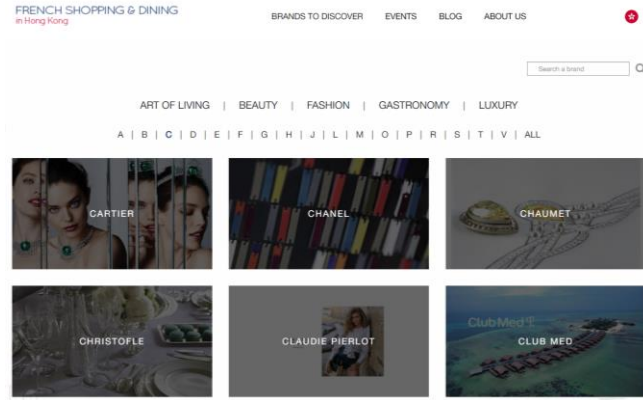 FRENCH SHOPPING & DINING
in Hong Kong
BRANDS TO DISCOVER EVENTS BLOG ABOUT US
Search a brand
ART OF LIVING | BEAUTY | FASHION | GASTRONOMY | LUXURY
A | B | C | D | E | F | G | H | J | L | M | O | P | R | S | T | V | ALL
CARTIER
CHANEL
CHAUMET
CHRISTOFLE
CLAUDIE PIERLOT
ClubMed
CLUB MED